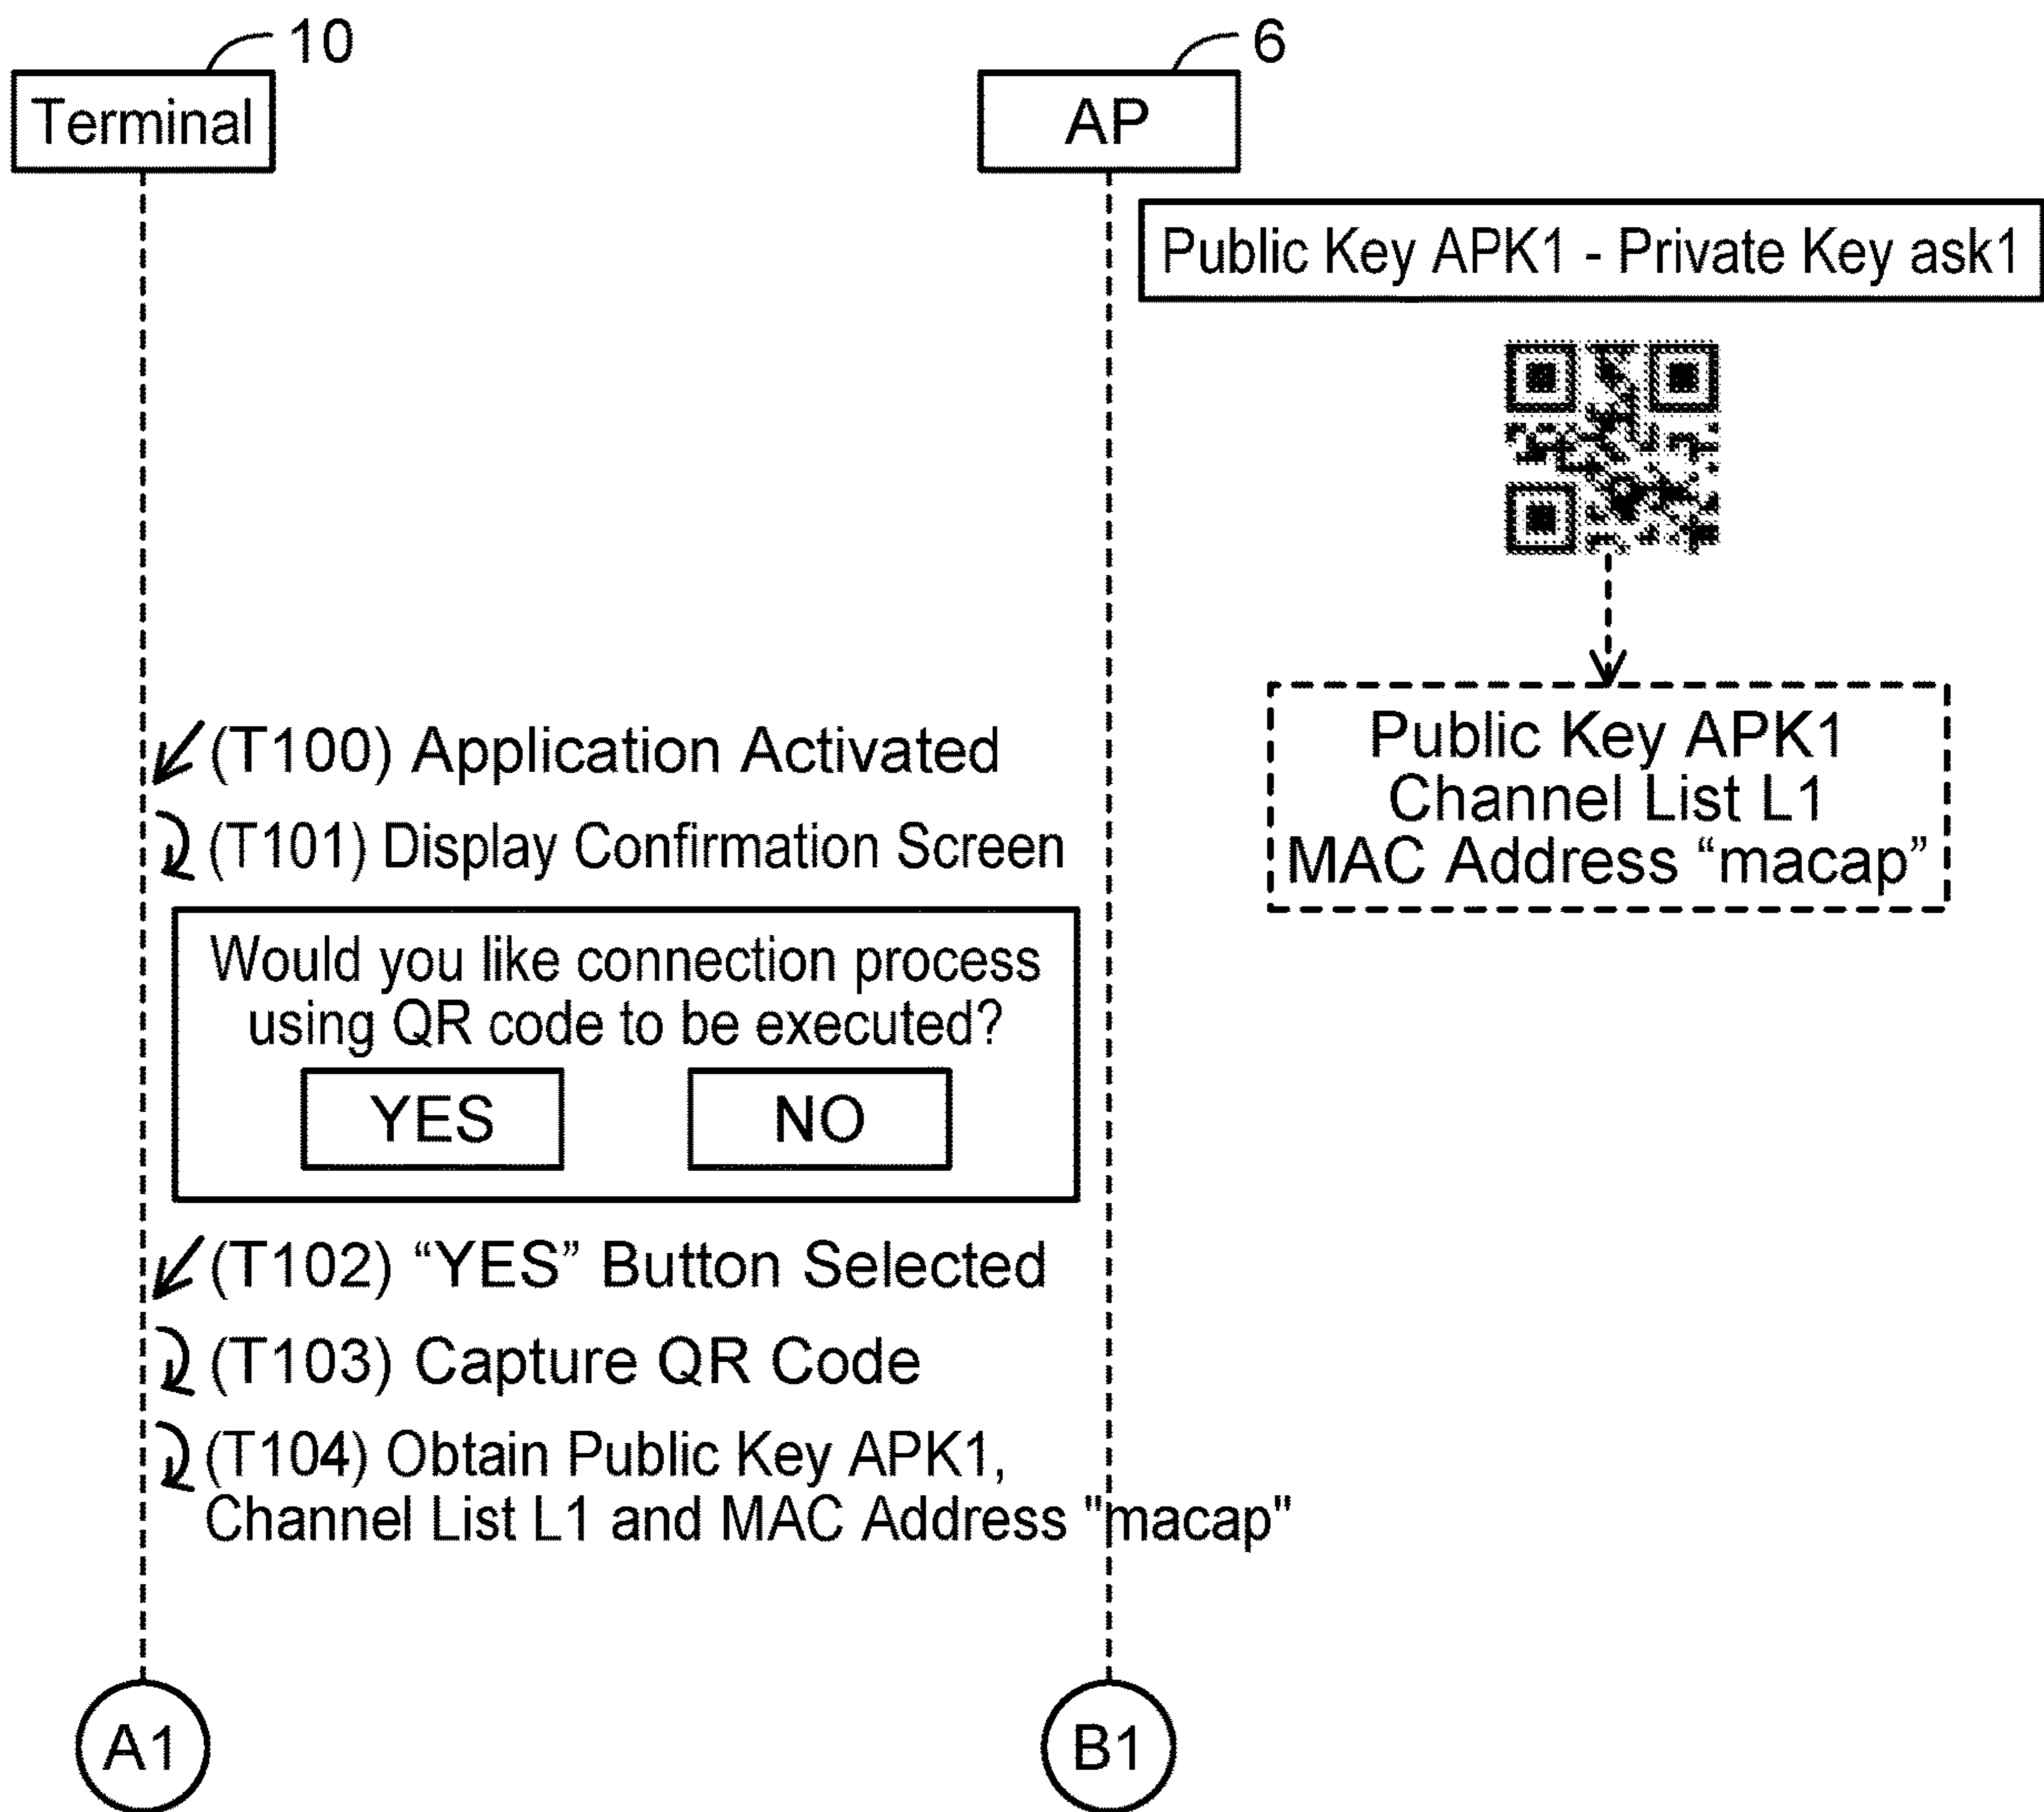 10
6
Terminal
AP
Public Key APK1 - Private Key ask1
(T100) Application Activated
Public Key APK1
Channel List L1
MAC Address “macap”
(T101) Display Confirmation Screen
Would you like connection process
using QR code to be executed?
YES
NO
(T102) “YES” Button Selected
(T103) Capture QR Code
(T104) Obtain Public Key APK1,
Channel List L1 and MAC Address "macap"
A1
B1